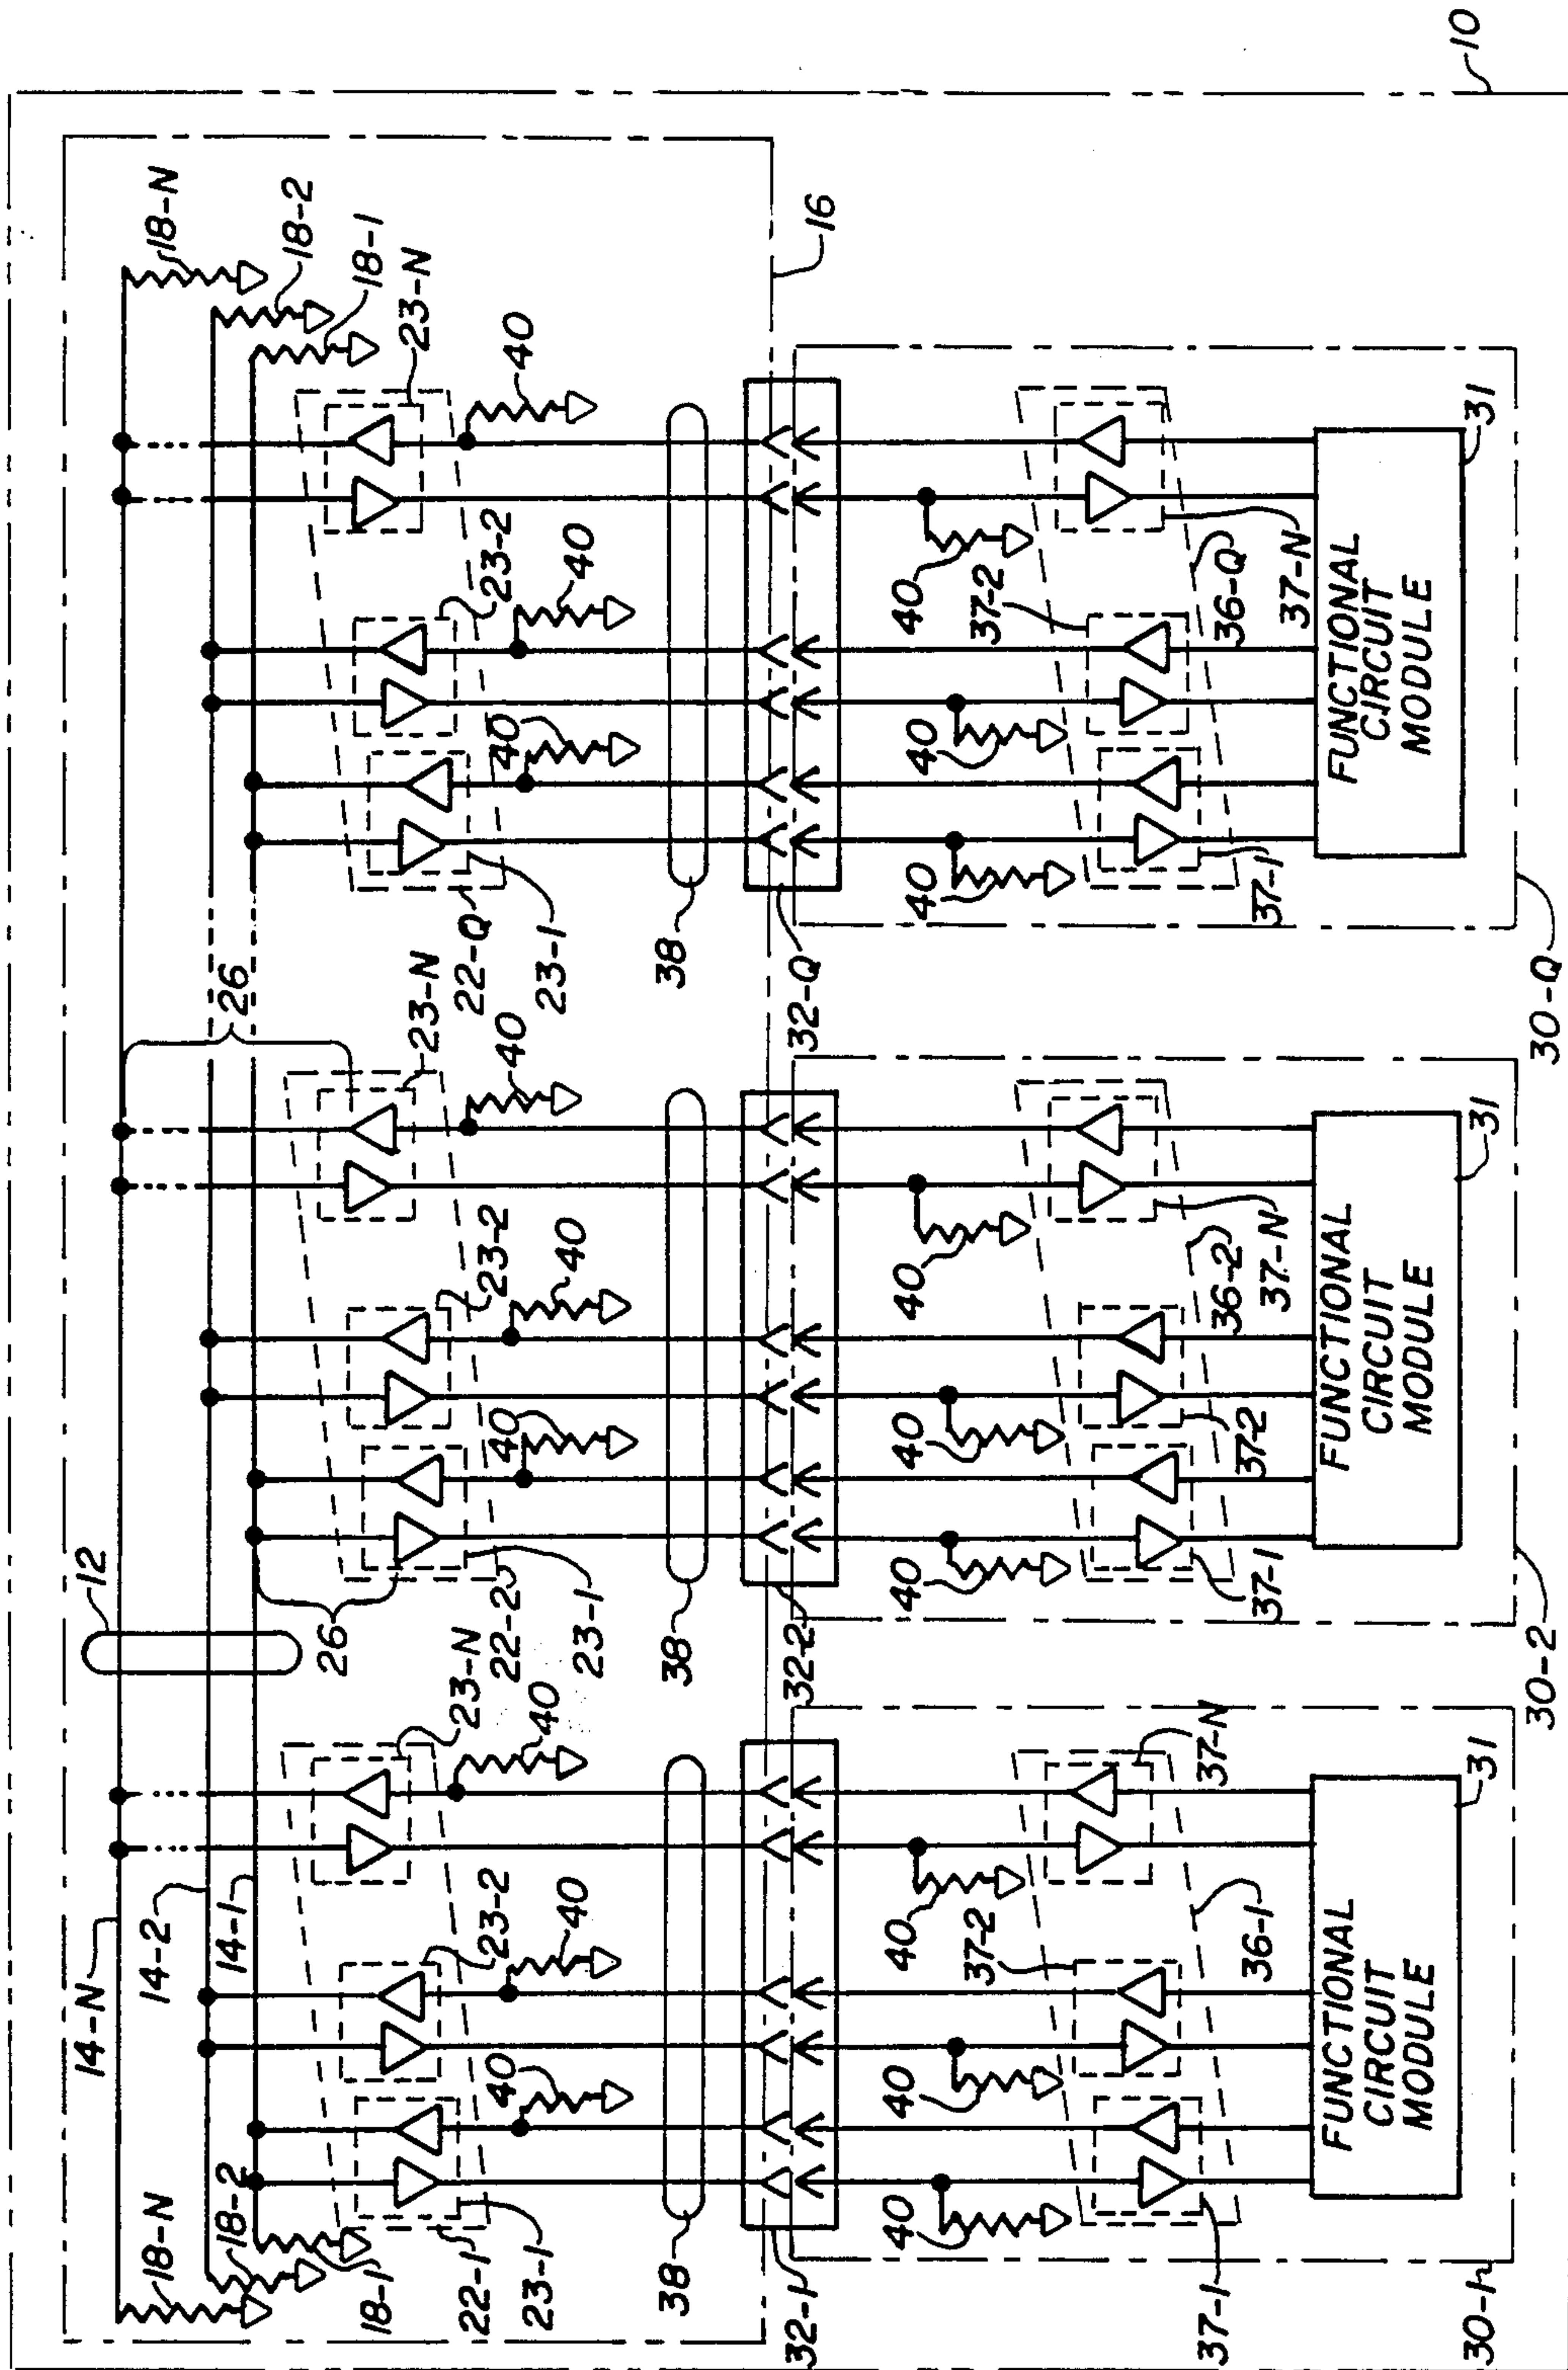 14-N
12
18-N
14-2
18-N
18-2
14-1
26
18-2
18-1
26
18-1
23-N
23-N
23-N
22-1
23-2
22-2
23-2
22-Q
23-2
23-1
40
40
23-1
40
40
40
23-1
40
40
40
40
38
38
38
32-1
32-2
32-Q
16
40
40
40
40
40
40
40
40
40
37-2
37-2
37-1
36-1
37-N
37-1
37-2
36-2
37-N
37-1
36-Q
37-N
FUNCTIONAL
CIRCUIT
MODULE
31
FUNCTIONAL
CIRCUIT
MODULE
31
FUNCTIONAL
CIRCUIT
MODULE
31
30-1
30-2
30-Q
10